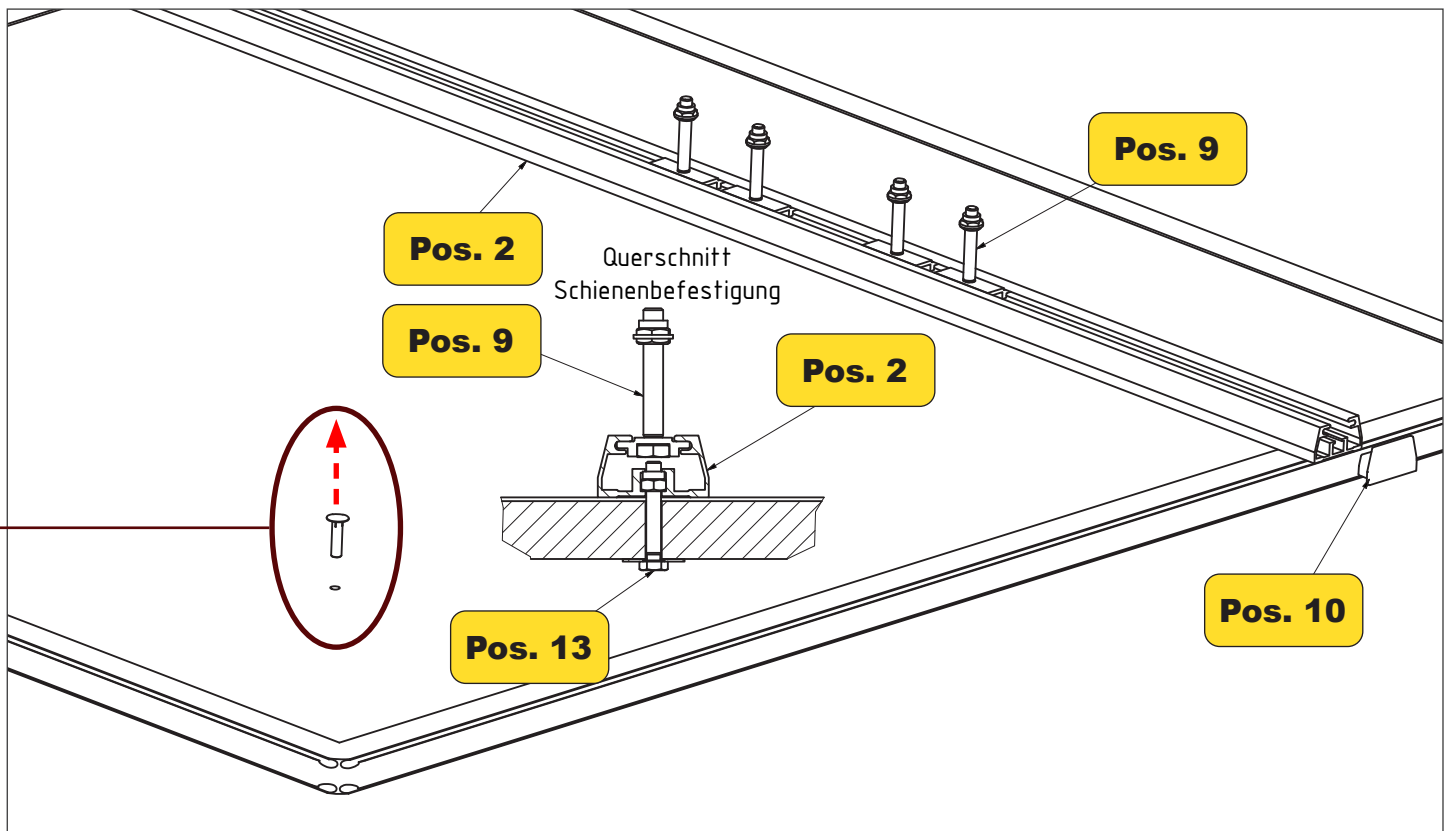 Pos. 9
Pos. 2
Querschnitt
Schienenbefestigung
Pos. 9
Pos. 2
Pos. 10
Pos. 13